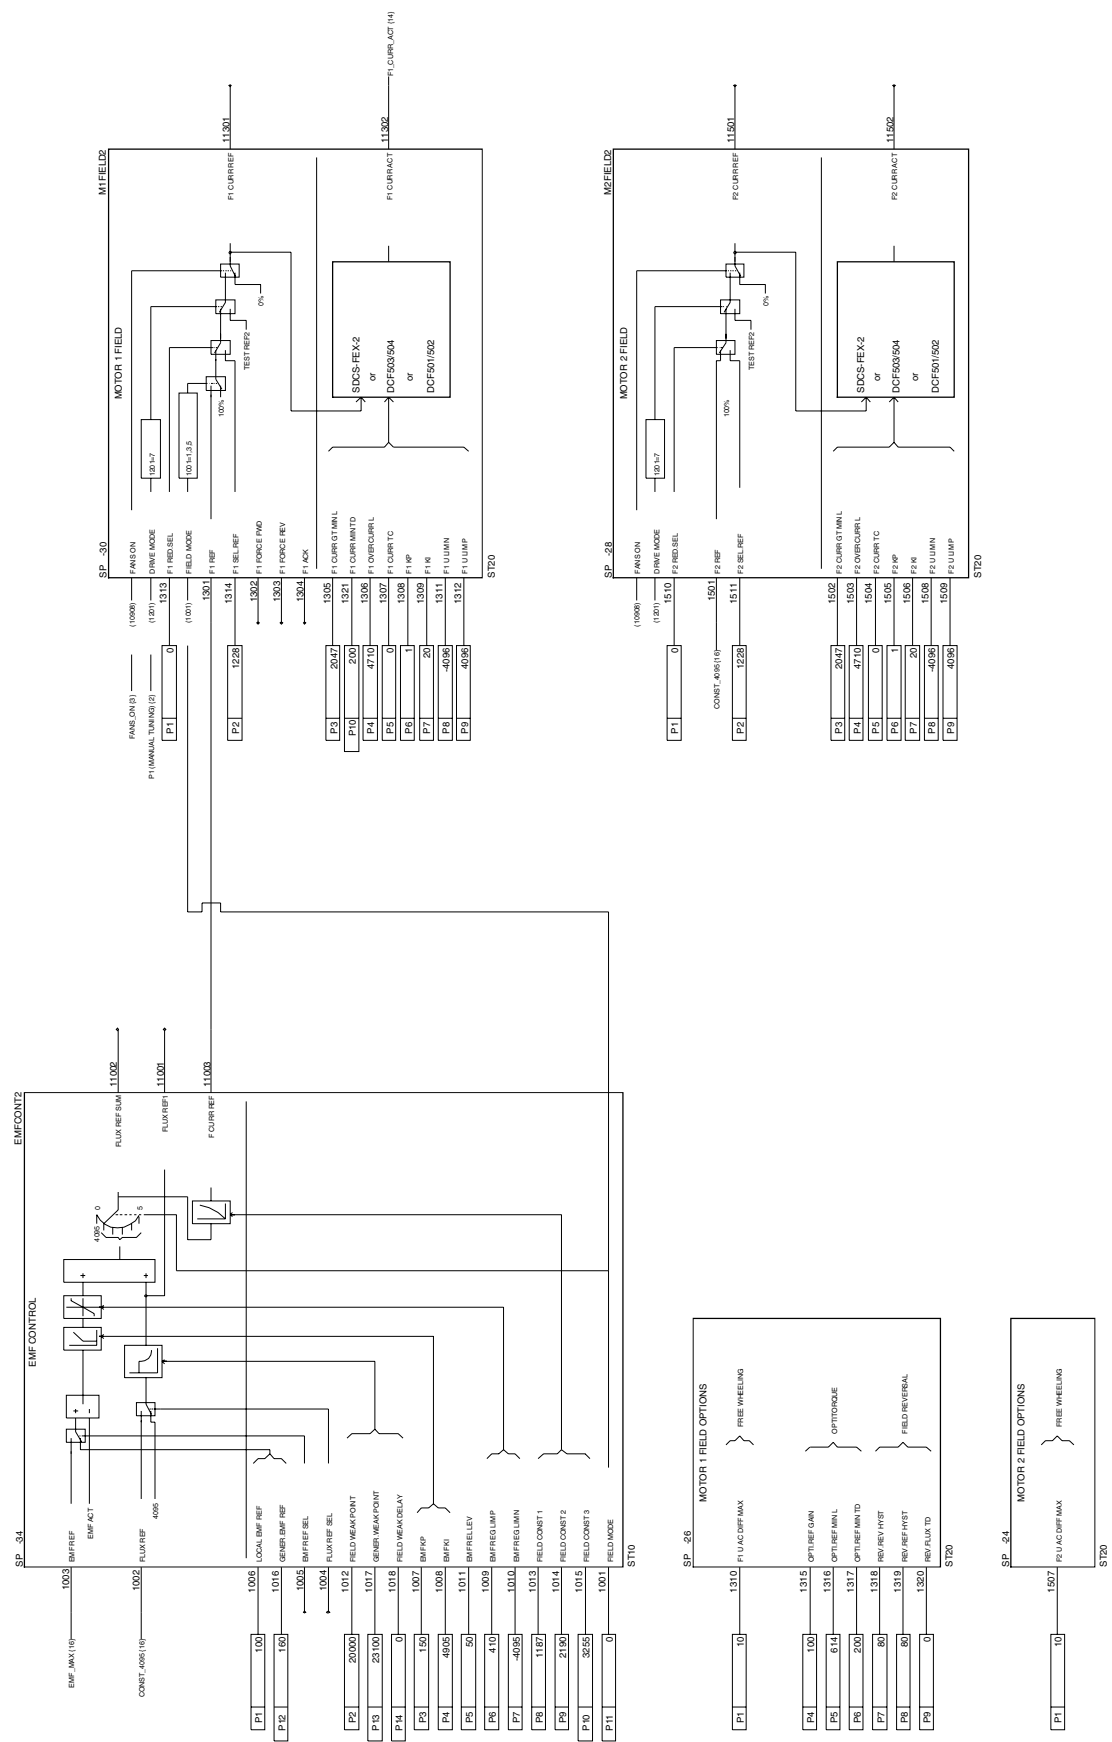 EMFCONT2
EMF CONTROL
SP -34
EMF_MAX (16)
1003
EMF REF
EMF ACT
CONST_4095 (16)
1002
FLUX REF
4095
4095 0
5
FLUX REF SUM
11002
FLUX REF1
11001
F CURR REF
11003
P1 100 1006 LOCAL EMF REF
P12 160 1016 GENER.EMF REF
1005 EMF REF SEL
1004 FLUX REF SEL
P2 20000 1012 FIELD WEAK POINT
P13 23100 1017 GENER.WEAK POINT
P14 0 1018 FIELD WEAK DELAY
P3 150 1007 EMF KP
P4 4905 1008 EMF KI
P5 50 1011 EMF REL LEV
P6 410 1009 EMF REG LIM P
P7 -4095 1010 EMF REG LIM N
P8 1187 1013 FIELD CONST 1
P9 2190 1014 FIELD CONST 2
P10 3255 1015 FIELD CONST 3
P11 0 1001 FIELD MODE
ST10
M1FIELD2
MOTOR 1 FIELD
SP -30
FANS_ON (3)
(10908)
FANS ON
P1 (MANUAL TUNING) (2)
(1201)
DRIVE MODE
1201=7
P1 0 1313 F1 RED.SEL
(1001)
FIELD MODE
1001=1,3,5
1301 F1 REF
P2 1228 1314 F1 SEL.REF
1302 F1 FORCE FWD
1303 F1 FORCE REV
1304 F1 ACK
100%
TEST REF2
0%
F1 CURR REF
11301
P3 2047 1305 F1 CURR GT MIN L
P10 200 1321 F1 CURR MIN TD
P4 4710 1306 F1 OVERCURR L
P5 0 1307 F1 CURR TC
P6 1 1308 F1 KP
P7 20 1309 F1 KI
P8 -4096 1311 F1 U LIM N
P9 4096 1312 F1 U LIM P
SDCS-FEX-2
or
DCF503/504
or
DCF501/502
F1 CURR ACT
11302
F1_CURR_ACT (14)
ST20
M2FIELD2
MOTOR 2 FIELD
SP -28
(10908)
FANS ON
(1201)
DRIVE MODE
1201=7
P1 0 1510 F2 RED.SEL
CONST_4095 (16)
1501 F2 REF
P2 1228 1511 F2 SEL.REF
100%
TEST REF2
0%
F2 CURR REF
11501
P3 2047 1502 F2 CURR GT MIN L
P4 4710 1503 F2 OVERCURR L
P5 0 1504 F2 CURR TC
P6 1 1505 F2 KP
P7 20 1506 F2 KI
P8 -4096 1508 F2 U LIM N
P9 4096 1509 F2 U LIM P
SDCS-FEX-2
or
DCF503/504
or
DCF501/502
F2 CURR ACT
11502
ST20
MOTOR 1 FIELD OPTIONS
SP -26
P1 10 1310 F1 U AC DIFF MAX
FREE WHEELING
P4 100 1315 OPTI.REF GAIN
P5 614 1316 OPTI.REF MIN L
P6 200 1317 OPTI.REF MIN TD
OPTITORQUE
P7 80 1318 REV.REV HYST
P8 80 1319 REV.REF HYST
P9 0 1320 REV.FLUX TD
FIELD REVERSAL
ST20
MOTOR 2 FIELD OPTIONS
SP -24
P1 10 1507 F2 U AC DIFF MAX
FREE WHEELING
ST20